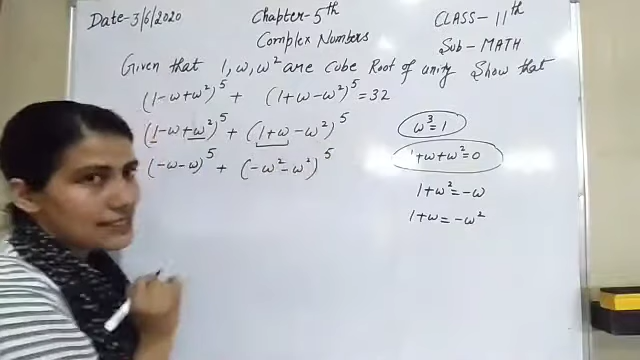 Date-3/6/2020
Chapter-5th
Complex Numbers
CLASS-11th
Sub-MATH
Given that 1, ω, ω² are Cube Root of unity Show that
(1-ω+ω²)⁵ + (1+ω-ω²)⁵ = 32
(1-ω+ω²)⁵ + (1+ω-ω²)⁵
(-ω-ω)⁵ + (-ω²-ω²)⁵
ω³=1
1+ω+ω²=0
1+ω²=-ω
1+ω=-ω²